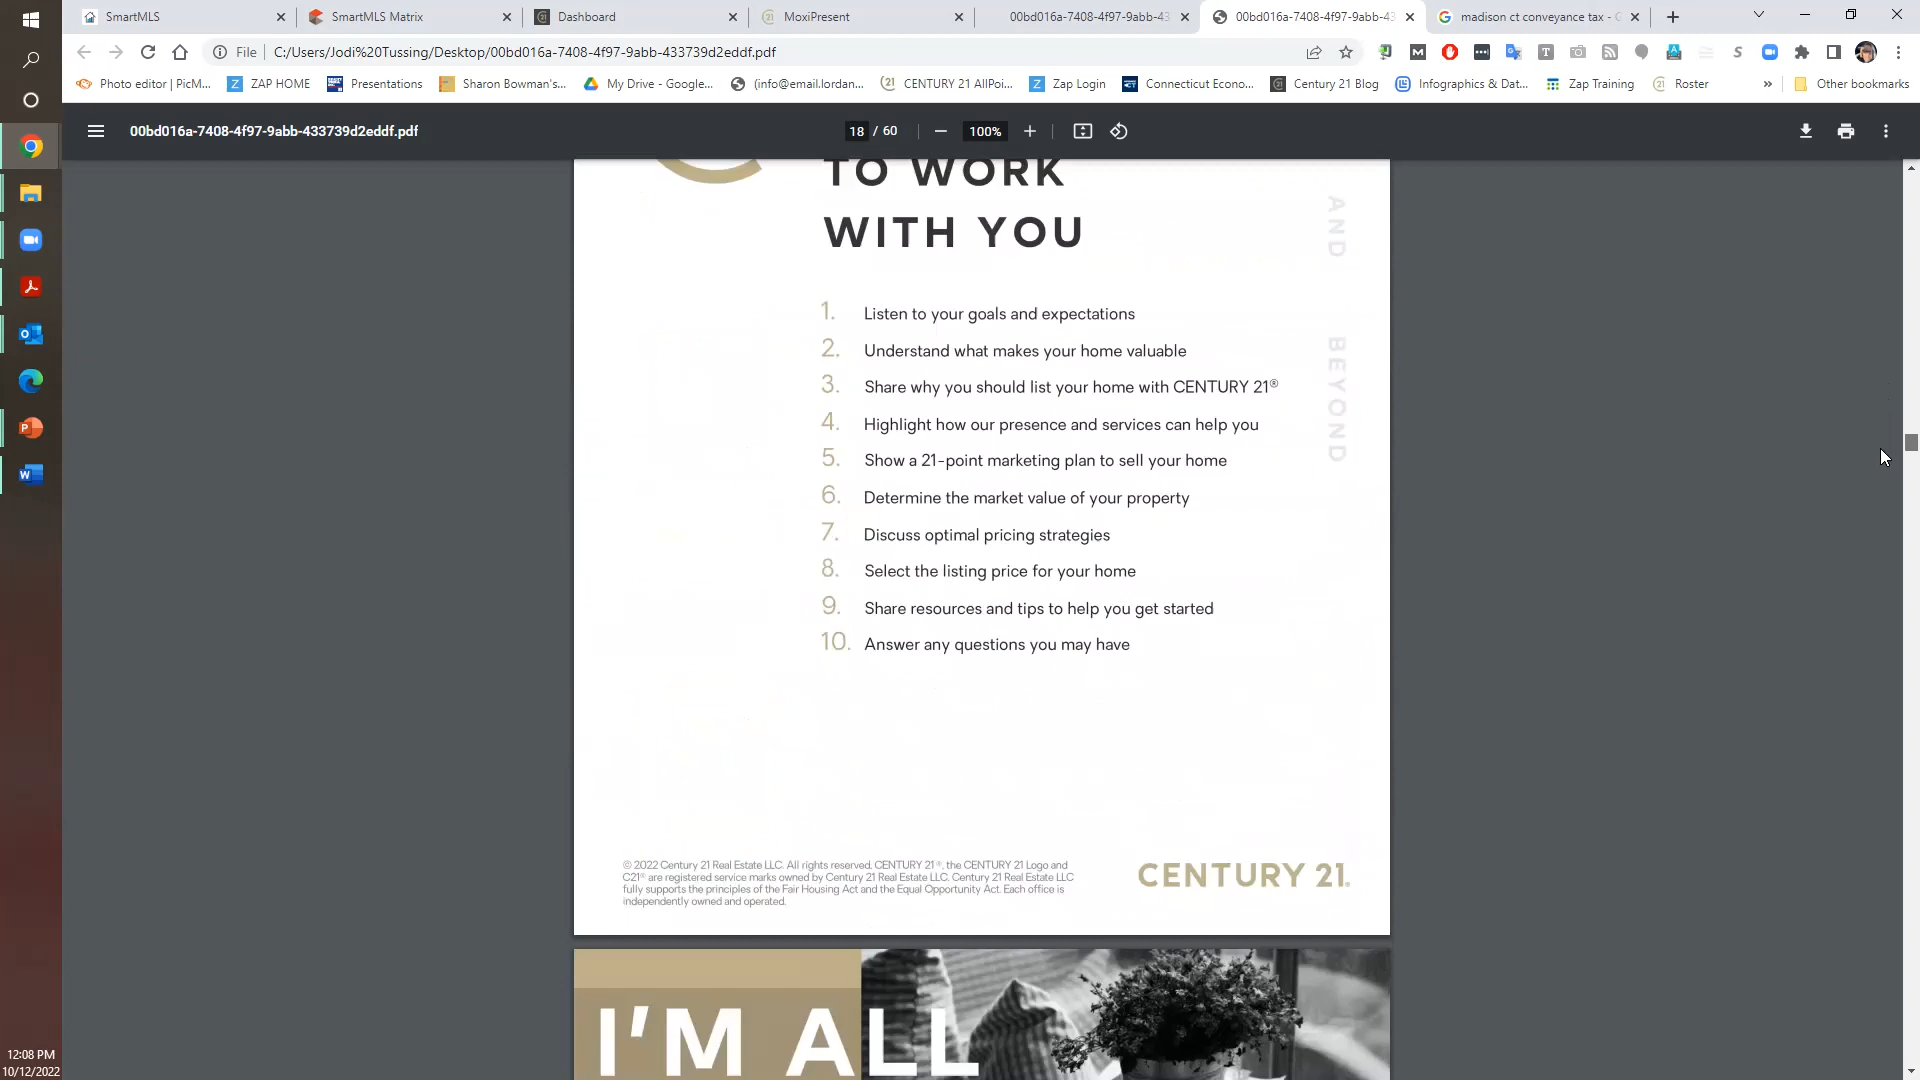 SmartMLS
SmartMLS Matrix
Dashboard
MoxiPresent
00bd016a-7408-4f97-9abb-43
00bd016a-7408-4f97-9abb-43
madison ct conveyance tax - G
File
C:/Users/Jodi%20Tussing/Desktop/00bd016a-7408-4f97-9abb-433739d2eddf.pdf
Photo editor | PicM...
ZAP HOME
Presentations
Sharon Bowman's...
My Drive - Google...
(info@email.lordan...
CENTURY 21 AllPoi...
Zap Login
Connecticut Econo...
Century 21 Blog
Infographics & Dat...
Zap Training
Roster
Other bookmarks
00bd016a-7408-4f97-9abb-433739d2eddf.pdf
18 / 60
100%
TO WORK
WITH YOU
AND
BEYOND
1. Listen to your goals and expectations
2. Understand what makes your home valuable
3. Share why you should list your home with CENTURY 21®
4. Highlight how our presence and services can help you
5. Show a 21-point marketing plan to sell your home
6. Determine the market value of your property
7. Discuss optimal pricing strategies
8. Select the listing price for your home
9. Share resources and tips to help you get started
10. Answer any questions you may have
© 2022 Century 21 Real Estate LLC. All rights reserved. CENTURY 21®, the CENTURY 21 Logo and
C21® are registered service marks owned by Century 21 Real Estate LLC. Century 21 Real Estate LLC
fully supports the principles of the Fair Housing Act and the Equal Opportunity Act. Each office is
independently owned and operated.
CENTURY 21®
I'M ALL
12:08 PM
10/12/2022